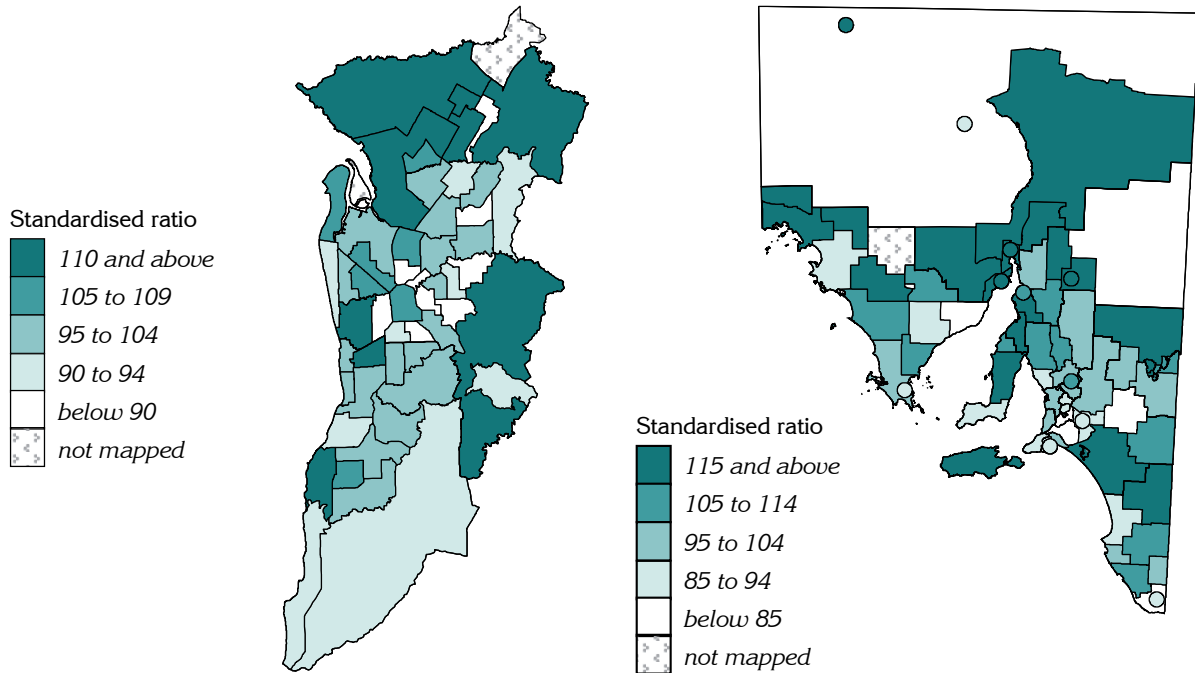 Standardised ratio
110 and above
105 to 109
95 to 104
90 to 94
below 90
not mapped
Standardised ratio
115 and above
105 to 114
95 to 104
85 to 94
below 85
not mapped